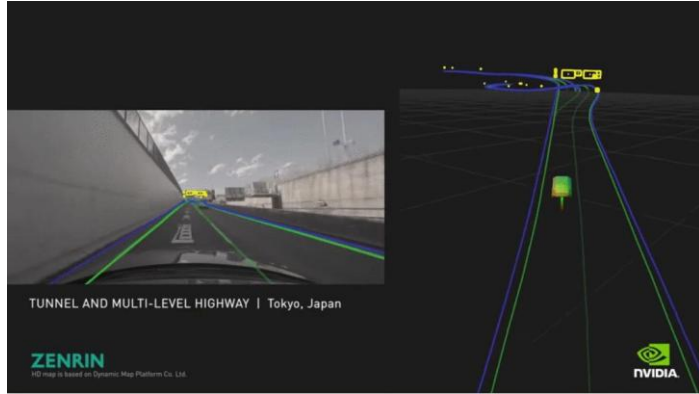 TUNNEL AND MULTI-LEVEL HIGHWAY | Tokyo, Japan
ZENRIN
HD map is based on Dynamic Map Platform Co. Ltd.
NVIDIA.